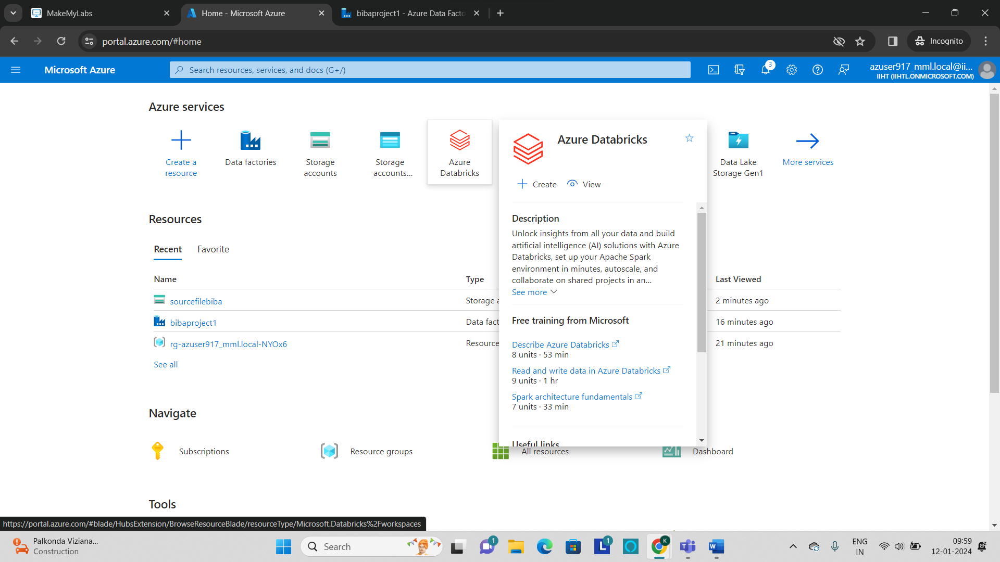 MakeMyLabs
Home - Microsoft Azure
bibaproject1 - Azure Data Facto
portal.azure.com/#home
Incognito
Microsoft Azure
Search resources, services, and docs (G+/)
3
azuser917_mml.local@ii...
IIHT (IIHTL.ONMICROSOFT.COM)
Azure services
Create a
resource
Data factories
Storage
accounts
Storage
accounts...
Azure
Databricks
Azure Databricks
Create
View
Data Lake
Storage Gen1
More services
Description
Unlock insights from all your data and build
artificial intelligence (AI) solutions with Azure
Databricks, set up your Apache Spark
environment in minutes, autoscale, and
collaborate on shared projects in an...
See more
Free training from Microsoft
Describe Azure Databricks
8 units · 53 min
Read and write data in Azure Databricks
9 units · 1 hr
Spark architecture fundamentals
7 units · 33 min
Useful links
Resources
Recent
Favorite
Name
Type
Last Viewed
sourcefilebiba
Storage a
2 minutes ago
bibaproject1
Data fact
16 minutes ago
rg-azuser917_mml.local-NYOx6
Resource
21 minutes ago
See all
Navigate
Subscriptions
Resource groups
All resources
Dashboard
Tools
https://portal.azure.com/#blade/HubsExtension/BrowseResourceBlade/resourceType/Microsoft.Databricks%2Fworkspaces
Palkonda Viziana...
Construction
Search
1
L
1
K
W
ENG
IN
09:59
12-01-2024